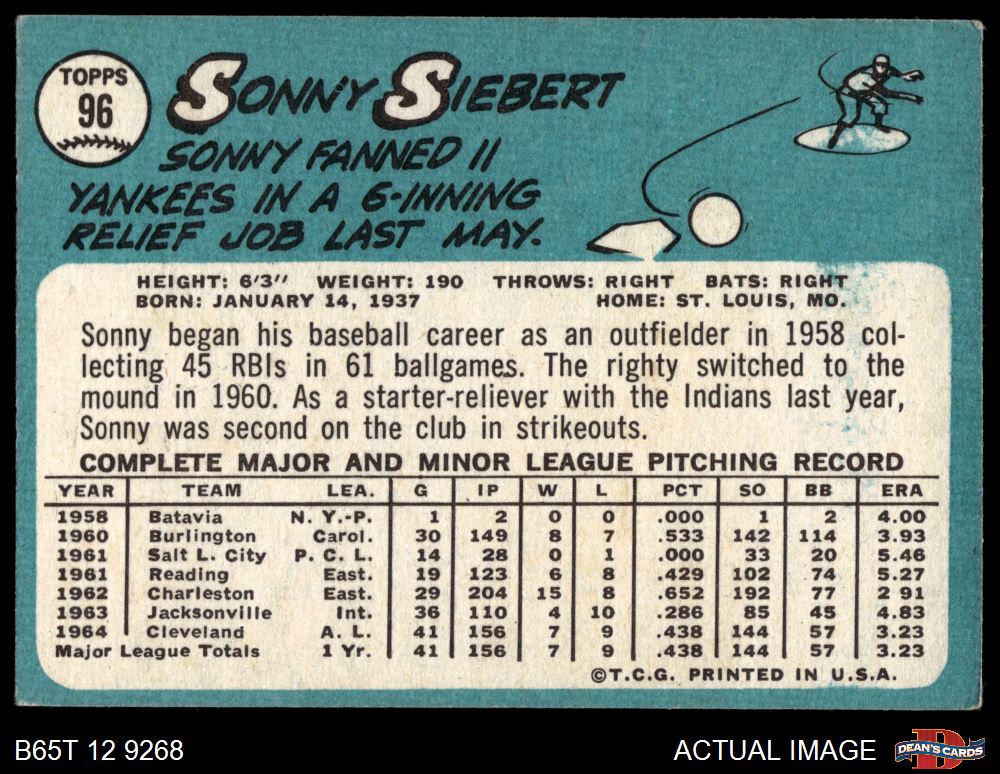 TOPPS
96
SONNY SIEBERT
SONNY FANNED 11
YANKEES IN A 6-INNING
RELIEF JOB LAST MAY.
HEIGHT: 6'3" WEIGHT: 190 THROWS: RIGHT BATS: RIGHT
BORN: JANUARY 14, 1937 HOME: ST. LOUIS, MO.
Sonny began his baseball career as an outfielder in 1958 col-
lecting 45 RBIs in 61 ballgames. The righty switched to the
mound in 1960. As a starter-reliever with the Indians last year,
Sonny was second on the club in strikeouts.
COMPLETE MAJOR AND MINOR LEAGUE PITCHING RECORD
YEAR TEAM LEA. G IP W L PCT SO BB ERA
1958 Batavia N. Y.-P. 1 2 0 0 .000 1 2 4.00
1960 Burlington Carol. 30 149 8 7 .533 142 114 3.93
1961 Salt L. City P. C. L. 14 28 0 1 .000 33 20 5.46
1961 Reading East. 19 123 6 8 .429 102 74 5.27
1962 Charleston East. 29 204 15 8 .652 192 77 2 91
1963 Jacksonville Int. 36 110 4 10 .286 85 45 4.83
1964 Cleveland A. L. 41 156 7 9 .438 144 57 3.23
Major League Totals 1 Yr. 41 156 7 9 .438 144 57 3.23
©T.C.G. PRINTED IN U.S.A.
B65T 12 9268 ACTUAL IMAGE
D
DEAN'S CARDS